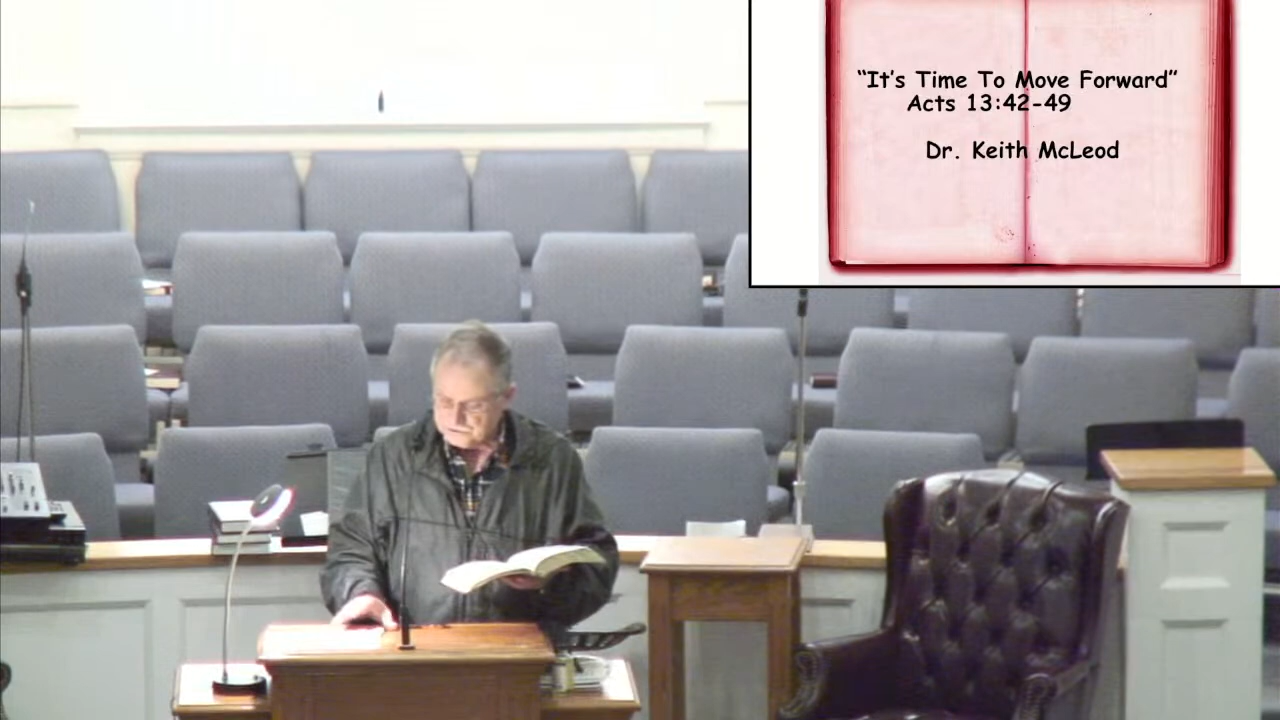 “It's Time To Move Forward”
Acts 13:42-49
Dr. Keith McLeod